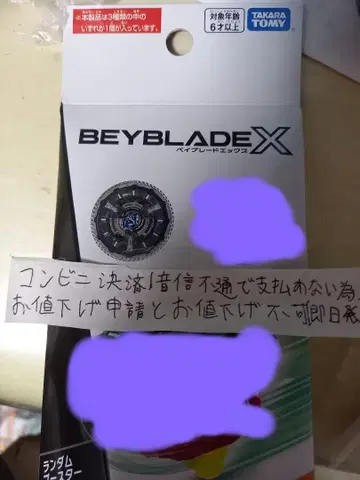 ※本製品は3種類の中の
いずれか1個が入っています。
対象年齢
6才以上
TAKARA
TOMY
BEYBLADE X
ベイブレードエックス
コンビニ決済/音信不通で支払わない為
お値下げ申請とお値下げ不可即日発
ランダム
ブースター